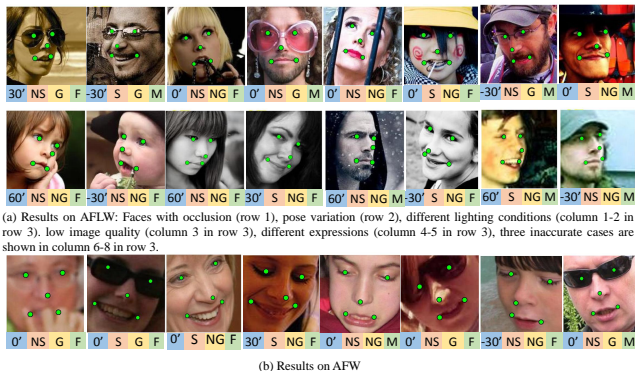 30' NS G F -30' S G M 0' NS NG F 0' NS G M 0' NS NG F 0' S NG F -30' NS G M 0' S NG M
60' NS NG F -30' S NG M 60' NS NG F 30' S NG F 60' NS NG M -30' S NG F 60' S NG M -30' NS NG M
(a) Results on AFLW: Faces with occlusion (row 1), pose variation (row 2), different lighting conditions (column 1-2 in
row 3). low image quality (column 3 in row 3), different expressions (column 4-5 in row 3), three inaccurate cases are
shown in column 6-8 in row 3.
0' NS G F 0' S G F 0' S NG F 30' S NG F 0' NS NG M 0' NS G F -30' NS NG F 0' NS G M
(b) Results on AFW